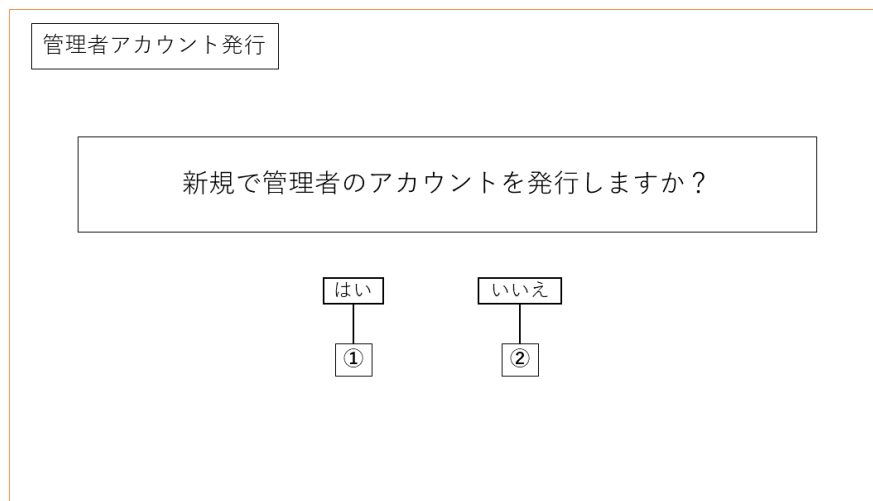 管理者アカウント発行
新規で管理者のアカウントを発行しますか？
はい
いいえ
①
②